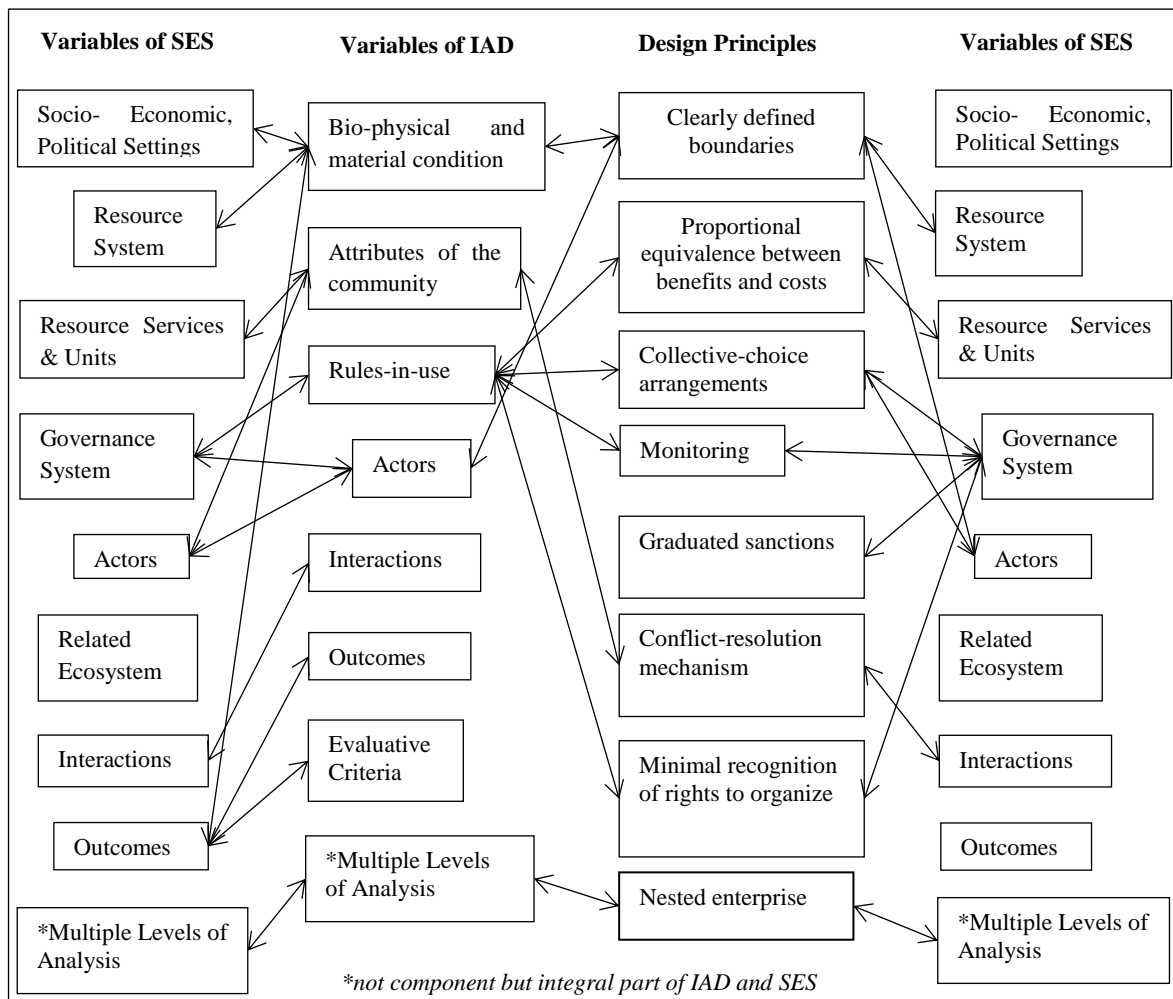 Variables of SES
Variables of IAD
Design Principles
Variables of SES
Socio- Economic,
Political Settings
Resource
System
Resource Services
& Units
Governance
System
Actors
Related
Ecosystem
Interactions
Outcomes
*Multiple Levels of
Analysis
Bio-physical and
material condition
Attributes of the
community
Rules-in-use
Actors
Interactions
Outcomes
Evaluative
Criteria
*Multiple Levels
of Analysis
Clearly defined
boundaries
Proportional
equivalence between
benefits and costs
Collective-choice
arrangements
Monitoring
Graduated sanctions
Conflict-resolution
mechanism
Minimal recognition
of rights to organize
Nested enterprise
Socio- Economic,
Political Settings
Resource
System
Resource Services
& Units
Governance
System
Actors
Related
Ecosystem
Interactions
Outcomes
*Multiple Levels of
Analysis
*not component but integral part of IAD and SES